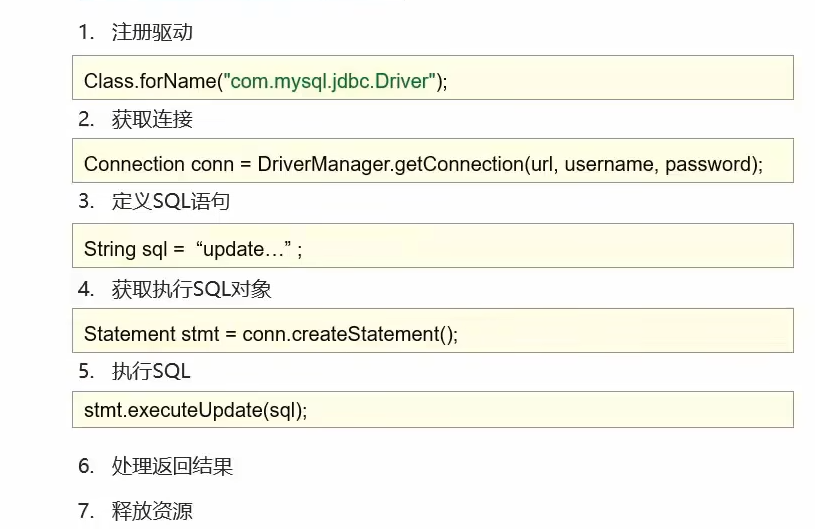 1. 注册驱动
Class.forName("com.mysql.jdbc.Driver");
2. 获取连接
Connection conn = DriverManager.getConnection(url, username, password);
3. 定义SQL语句
String sql = “update…” ;
4. 获取执行SQL对象
Statement stmt = conn.createStatement();
5. 执行SQL
stmt.executeUpdate(sql);
6. 处理返回结果
7. 释放资源